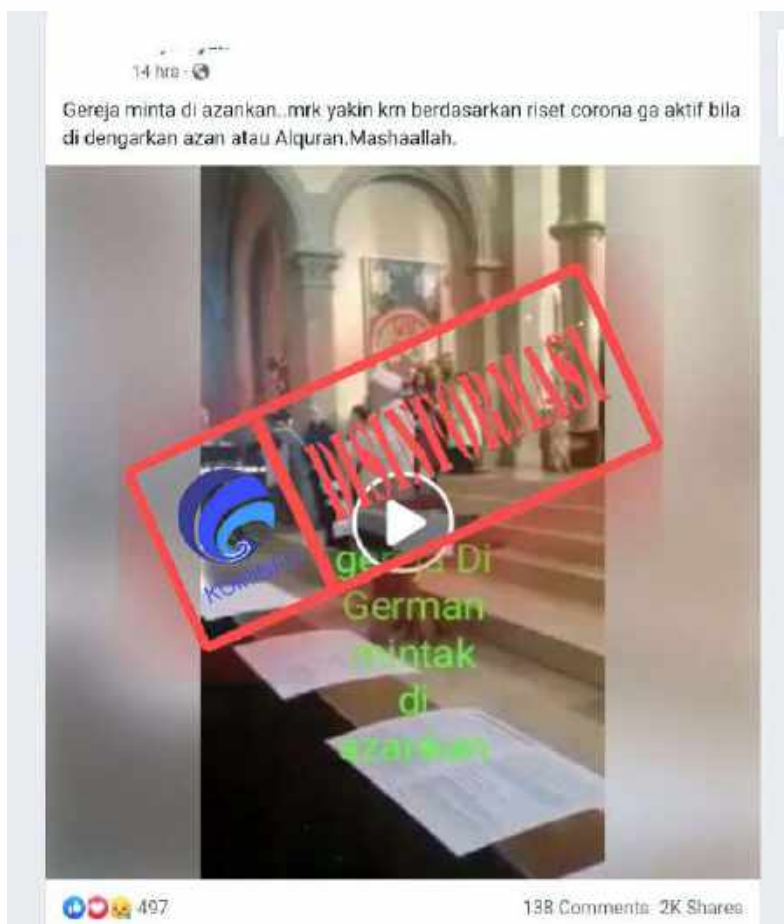 14 hrs ·
Gereja minta di azankan..mrk yakin krn berdasarkan riset corona ga aktif bila
di dengarkan azan atau Alquran.Mashaallah.
DISINFORMASI
KOMINFO
gereja Di
German
mintak
di
azankan
497
138 Comments 2K Shares